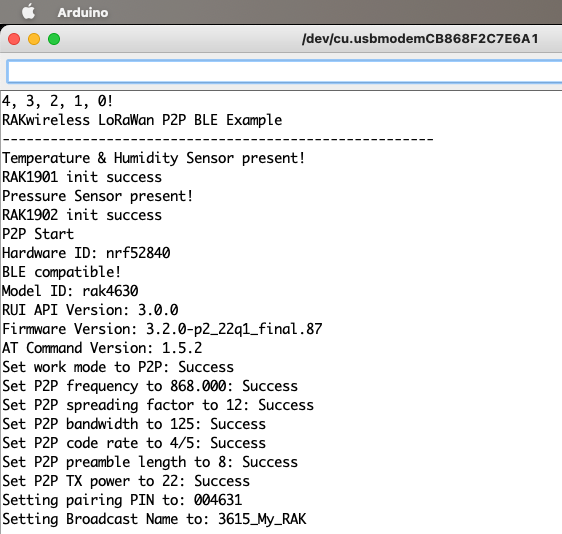 Arduino
/dev/cu.usbmodemCB868F2C7E6A1
4, 3, 2, 1, 0!
RAKwireless LoRaWan P2P BLE Example
------------------------------------------------------
Temperature & Humidity Sensor present!
RAK1901 init success
Pressure Sensor present!
RAK1902 init success
P2P Start
Hardware ID: nrf52840
BLE compatible!
Model ID: rak4630
RUI API Version: 3.0.0
Firmware Version: 3.2.0-p2_22q1_final.87
AT Command Version: 1.5.2
Set work mode to P2P: Success
Set P2P frequency to 868.000: Success
Set P2P spreading factor to 12: Success
Set P2P bandwidth to 125: Success
Set P2P code rate to 4/5: Success
Set P2P preamble length to 8: Success
Set P2P TX power to 22: Success
Setting pairing PIN to: 004631
Setting Broadcast Name to: 3615_My_RAK